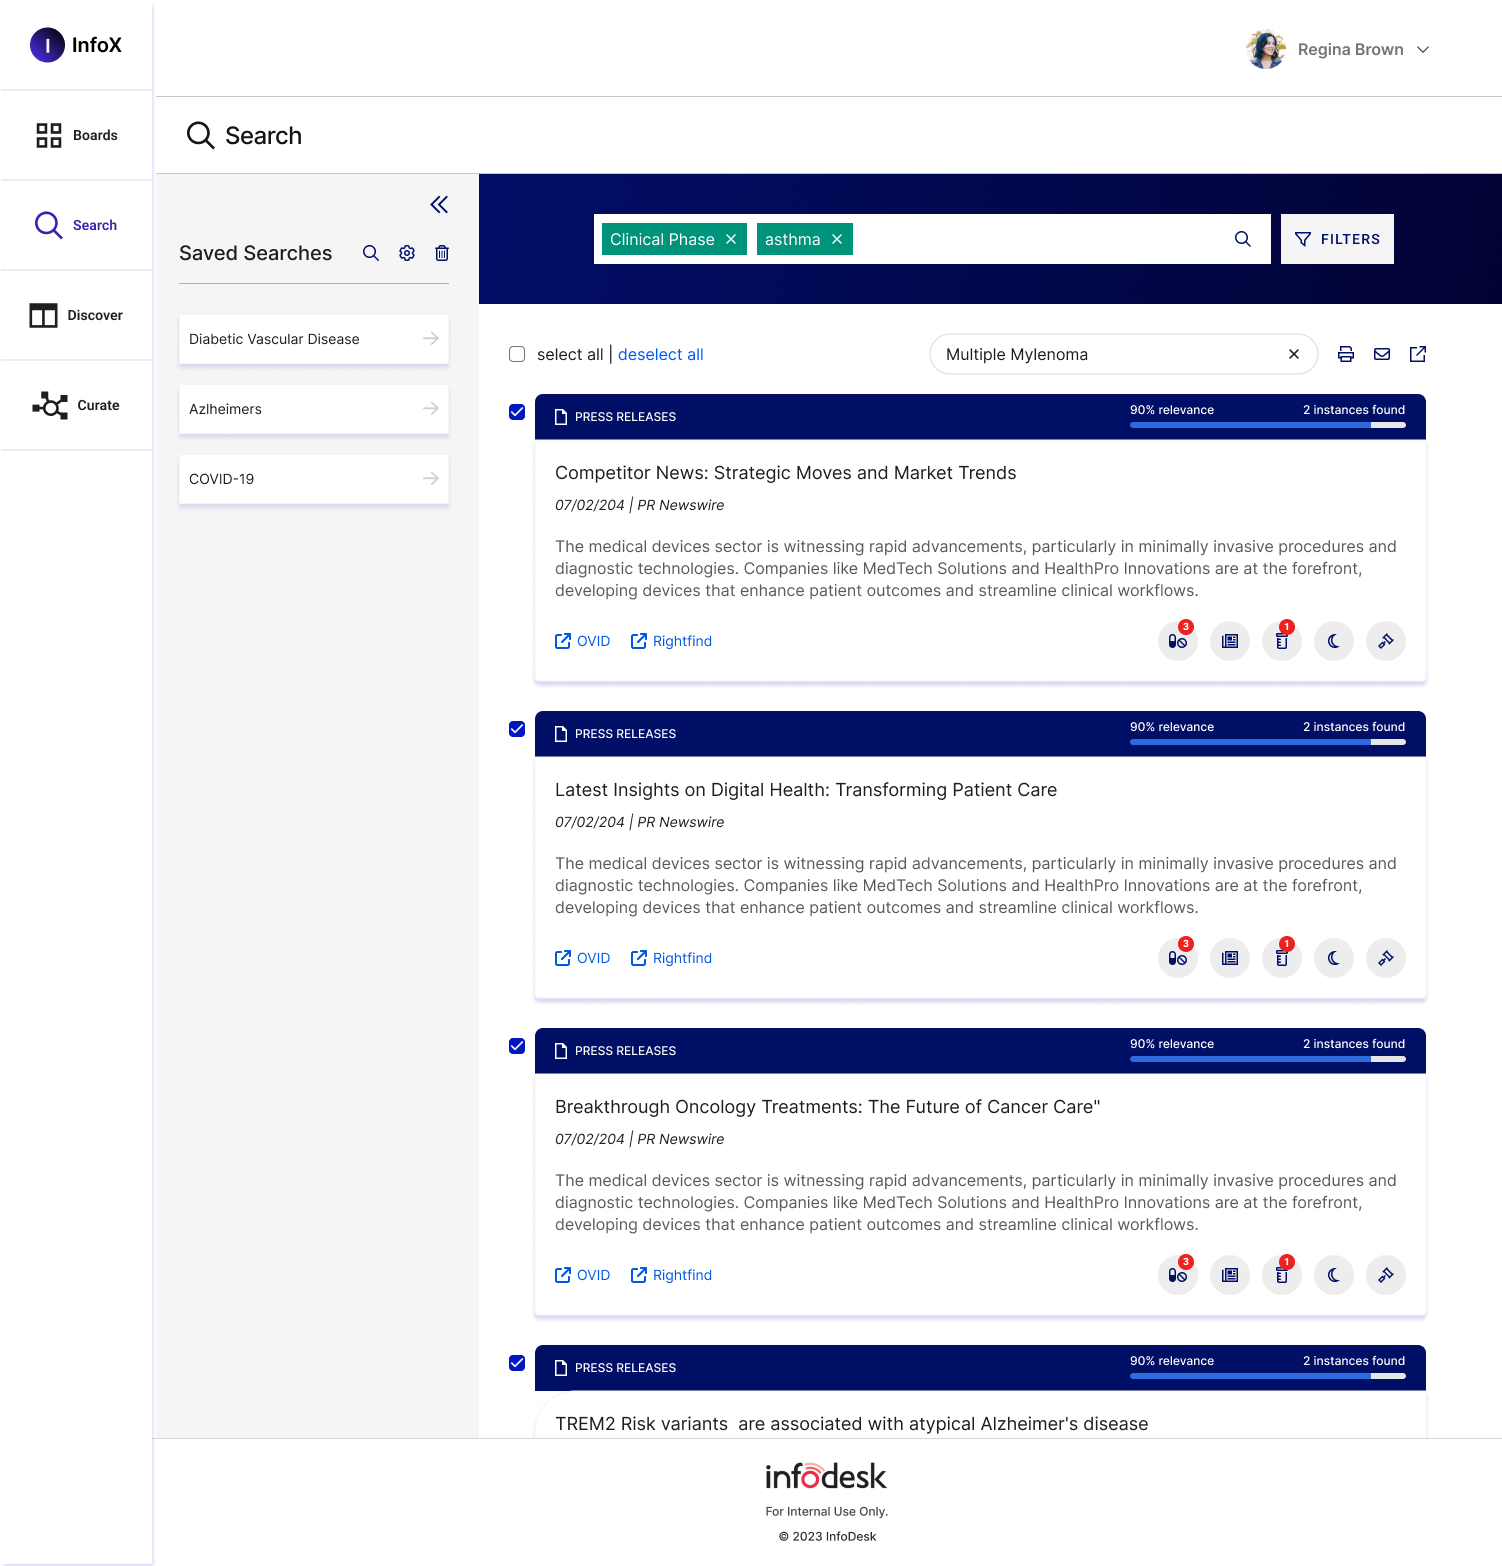 I InfoX
Regina Brown
Boards
Search
Discover
Curate
Search
Saved Searches
Diabetic Vascular Disease
Azlheimers
COVID-19
Clinical Phase
asthma
FILTERS
select all | deselect all
Multiple Mylenoma
PRESS RELEASES
90% relevance 2 instances found
Competitor News: Strategic Moves and Market Trends
07/02/204 | PR Newswire
The medical devices sector is witnessing rapid advancements, particularly in minimally invasive procedures and
diagnostic technologies. Companies like MedTech Solutions and HealthPro Innovations are at the forefront,
developing devices that enhance patient outcomes and streamline clinical workflows.
OVID Rightfind
3 1
PRESS RELEASES
90% relevance 2 instances found
Latest Insights on Digital Health: Transforming Patient Care
07/02/204 | PR Newswire
The medical devices sector is witnessing rapid advancements, particularly in minimally invasive procedures and
diagnostic technologies. Companies like MedTech Solutions and HealthPro Innovations are at the forefront,
developing devices that enhance patient outcomes and streamline clinical workflows.
OVID Rightfind
3 1
PRESS RELEASES
90% relevance 2 instances found
Breakthrough Oncology Treatments: The Future of Cancer Care"
07/02/204 | PR Newswire
The medical devices sector is witnessing rapid advancements, particularly in minimally invasive procedures and
diagnostic technologies. Companies like MedTech Solutions and HealthPro Innovations are at the forefront,
developing devices that enhance patient outcomes and streamline clinical workflows.
OVID Rightfind
3 1
PRESS RELEASES
90% relevance 2 instances found
TREM2 Risk variants  are associated with atypical Alzheimer's disease
infodesk
For Internal Use Only.
© 2023 InfoDesk